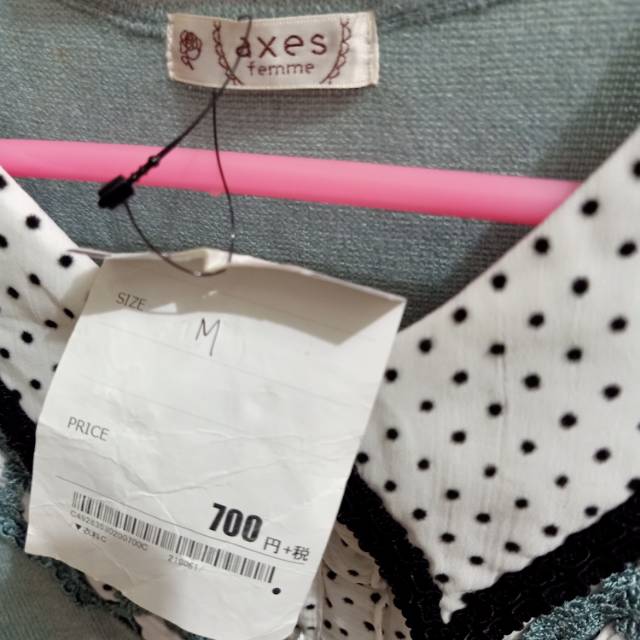 axes
femme
SIZE
M
PRICE
700円+税